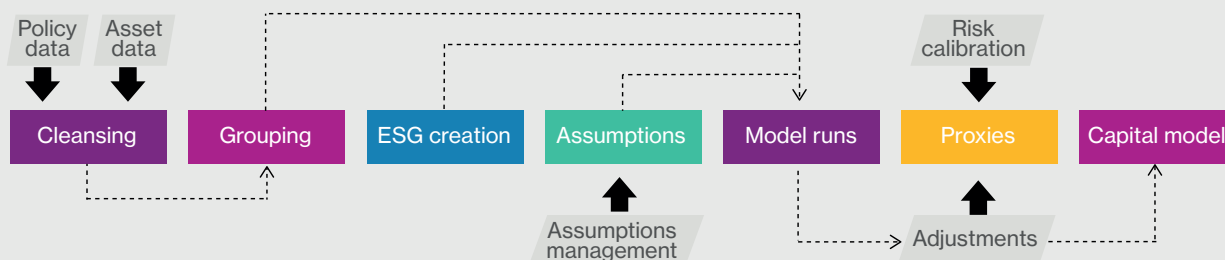 Policy
data
Asset
data
Risk
calibration
Cleansing
Grouping
ESG creation
Assumptions
Model runs
Proxies
Capital model
Assumptions
management
Adjustments